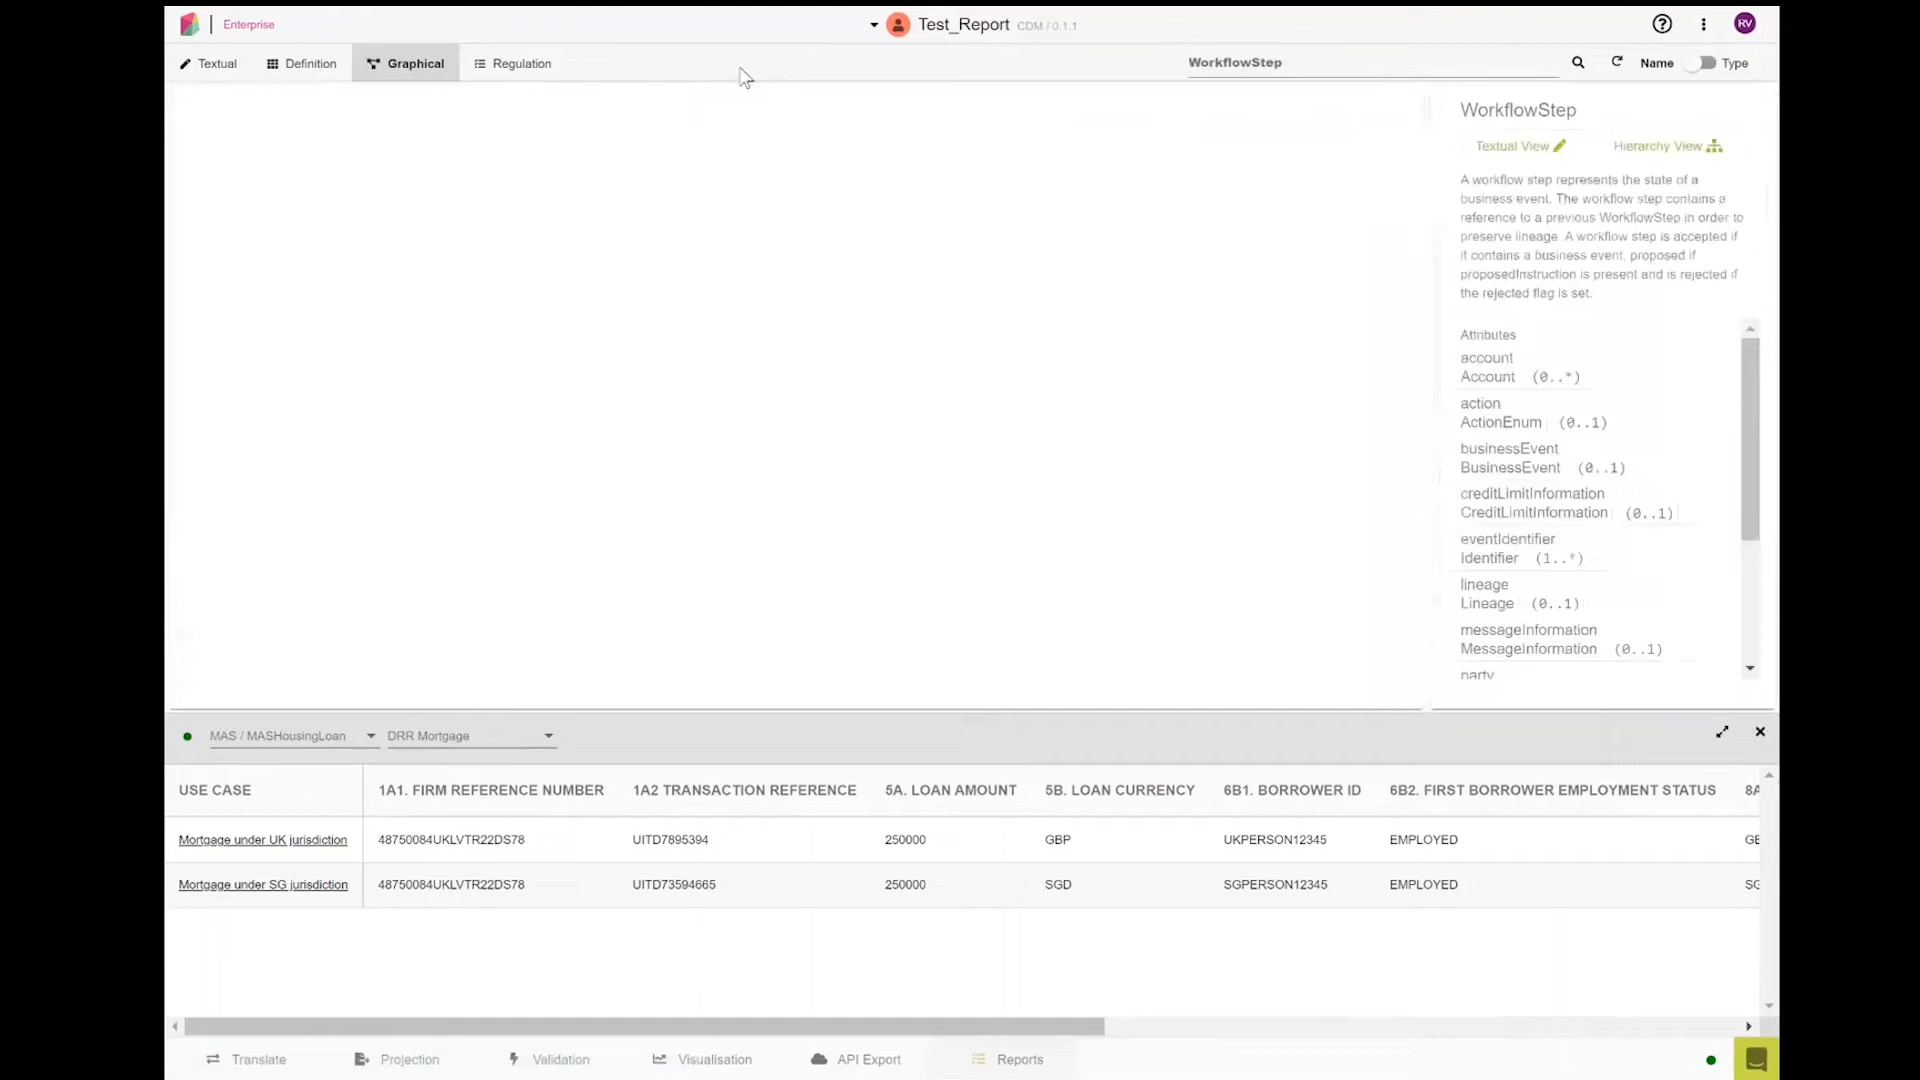 Enterprise
Test_Report CDM / 0.1.1
RV
Textual
Definition
Graphical
Regulation
WorkflowStep
Name
Type
WorkflowStep
Textual View
Hierarchy View
A workflow step represents the state of a
business event. The workflow step contains a
reference to a previous WorkflowStep in order to
preserve lineage. A workflow step is accepted if
it contains a business event, proposed if
proposedInstruction is present and is rejected if
the rejected flag is set.
Attributes
account
Account (0..*)
action
ActionEnum (0..1)
businessEvent
BusinessEvent (0..1)
creditLimitInformation
CreditLimitInformation (0..1)
eventIdentifier
Identifier (1..*)
lineage
Lineage (0..1)
messageInformation
MessageInformation (0..1)
party
MAS / MASHousingLoan
DRR Mortgage
USE CASE 1A1. FIRM REFERENCE NUMBER 1A2 TRANSACTION REFERENCE 5A. LOAN AMOUNT 5B. LOAN CURRENCY 6B1. BORROWER ID 6B2. FIRST BORROWER EMPLOYMENT STATUS 8A
Mortgage under UK jurisdiction 48750084UKLVTR22DS78 UITD7895394 250000 GBP UKPERSON12345 EMPLOYED GE
Mortgage under SG jurisdiction 48750084UKLVTR22DS78 UITD73594665 250000 SGD SGPERSON12345 EMPLOYED SG
Translate
Projection
Validation
Visualisation
API Export
Reports